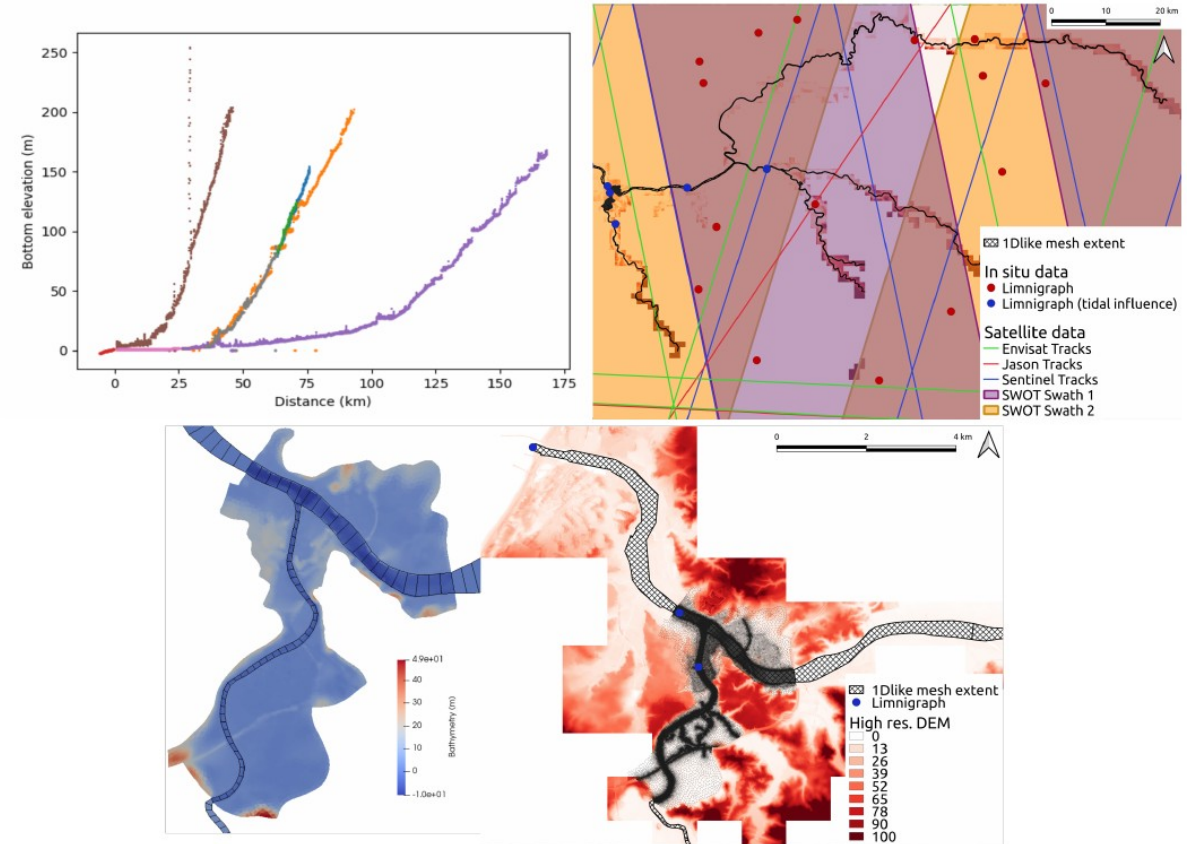 250
200
150
100
50
0
Bottom elevation (m)
0 25 50 75 100 125 150 175
Distance (km)
0 10 20 km
1Dlike mesh extent
In situ data
Limnigraph
Limnigraph (tidal influence)
Satellite data
Envisat Tracks
Jason Tracks
Sentinel Tracks
SWOT Swath 1
SWOT Swath 2
4.9e+01
40
30
20
10
0
-1.0e+01
Bathymetry (m)
0 2 4 km
1Dlike mesh extent
Limnigraph
High res. DEM
0
13
26
39
52
65
78
90
100